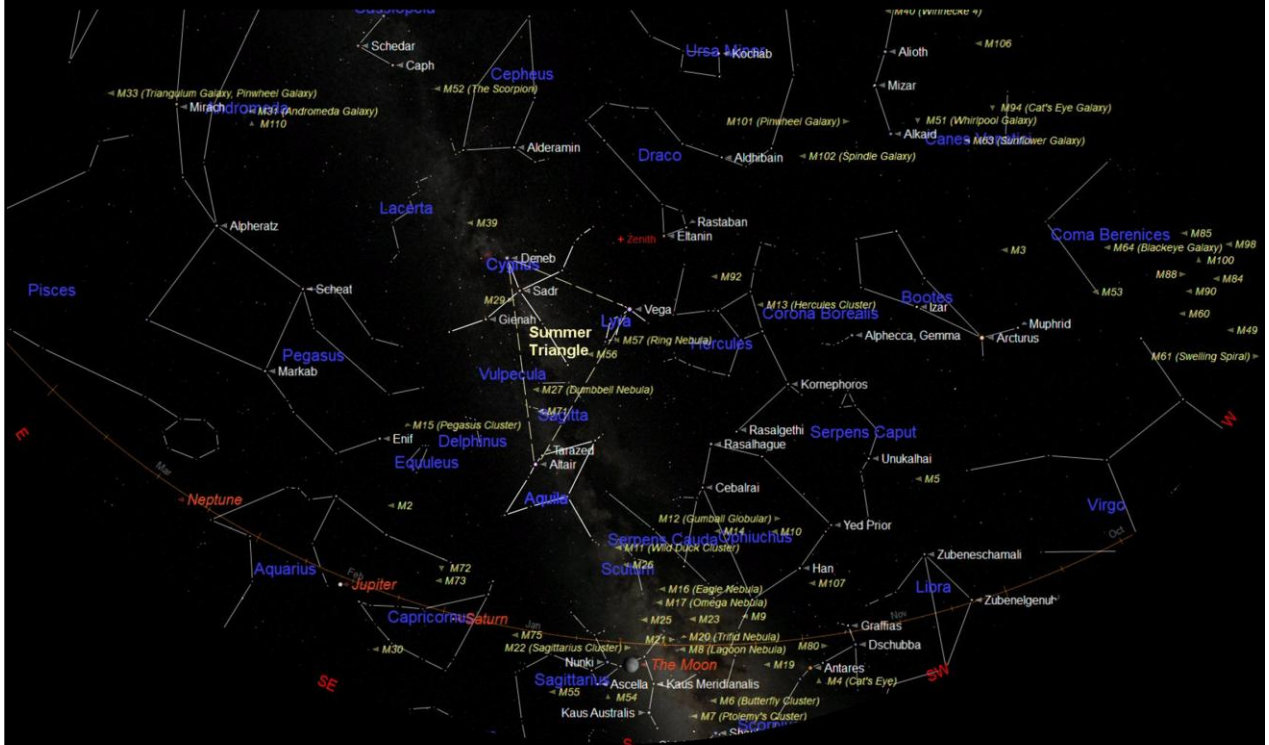 Cassiopeia
M40 (Winnecke 4)
Schedar
Ursa Minor
Kochab
Alioth
M106
Caph
Cepheus
M52 (The Scorpion)
Mizar
M33 (Triangulum Galaxy, Pinwheel Galaxy)
Mirach
Andromeda
M31 (Andromeda Galaxy)
M110
M101 (Pinwheel Galaxy)
M94 (Cat's Eye Galaxy)
M51 (Whirlpool Galaxy)
Alkaid
Canes Venatici
M63 (Sunflower Galaxy)
Alderamin
Draco
Aldhibain
M102 (Spindle Galaxy)
Lacerta
M39
Alpheratz
Rastaban
Eltanin
Zenith
Coma Berenices
M85
M64 (Blackeye Galaxy)
M98
M3
M100
Deneb
Cygnus
M92
M88
M84
Pisces
Scheat
Sadr
M29
M53
M90
Bootes
Izar
Vega
M13 (Hercules Cluster)
Corona Borealis
M60
Gienah
Lyra
Muphrid
M49
Summer
Triangle
M57 (Ring Nebula)
Hercules
Alphecca, Gemma
Arcturus
M56
Pegasus
M61 (Swelling Spiral)
Markab
Vulpecula
M27 (Dumbbell Nebula)
Kornephoros
M71
Sagitta
W
M15 (Pegasus Cluster)
E
Enif
Delphinus
Rasalgethi
Serpens Caput
Rasalhague
Tarazed
Equuleus
Altair
Unukalhai
Mar
M5
Cebalrai
Neptune
Aquila
M2
Virgo
M12 (Gumball Globular)
Yed Prior
M14
M10
Oct
Serpens Cauda
Ophiuchus
M11 (Wild Duck Cluster)
Zubeneschamali
Aquarius
M72
Scutum
M26
Han
Feb
M73
Jupiter
M107
Libra
M16 (Eagle Nebula)
M17 (Omega Nebula)
Zubenelgenubi
Capricornus
Saturn
M25
M23
M9
Nov
Jan
Graffias
M75
M21
M20 (Trifid Nebula)
M30
M22 (Sagittarius Cluster)
M8 (Lagoon Nebula)
M80
Dschubba
Nunki
The Moon
M19
Antares
SW
SE
Sagittarius
Ascella
Kaus Meridianalis
M4 (Cat's Eye)
M55
M54
M6 (Butterfly Cluster)
Kaus Australis
M7 (Ptolemy's Cluster)
S